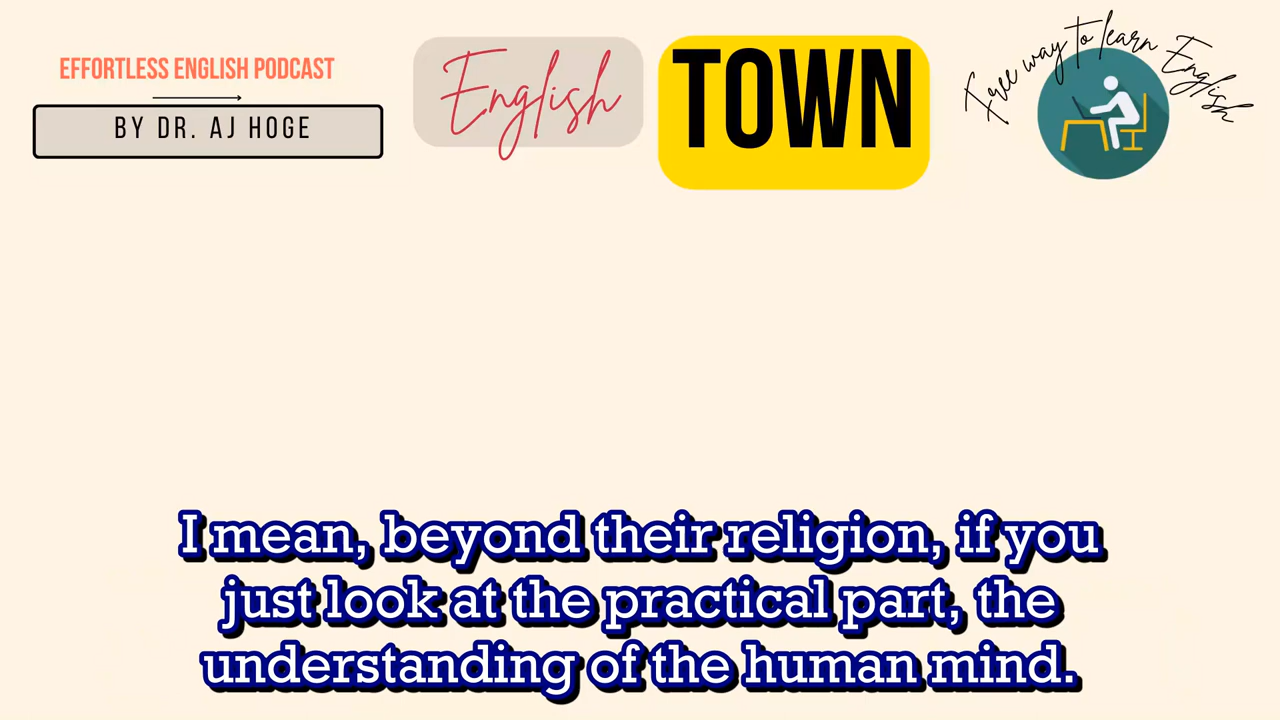 EFFORTLESS ENGLISH PODCAST
BY DR. AJ HOGE
English
TOWN
Free way to learn English
I mean, beyond their religion, if you
just look at the practical part, the
understanding of the human mind.